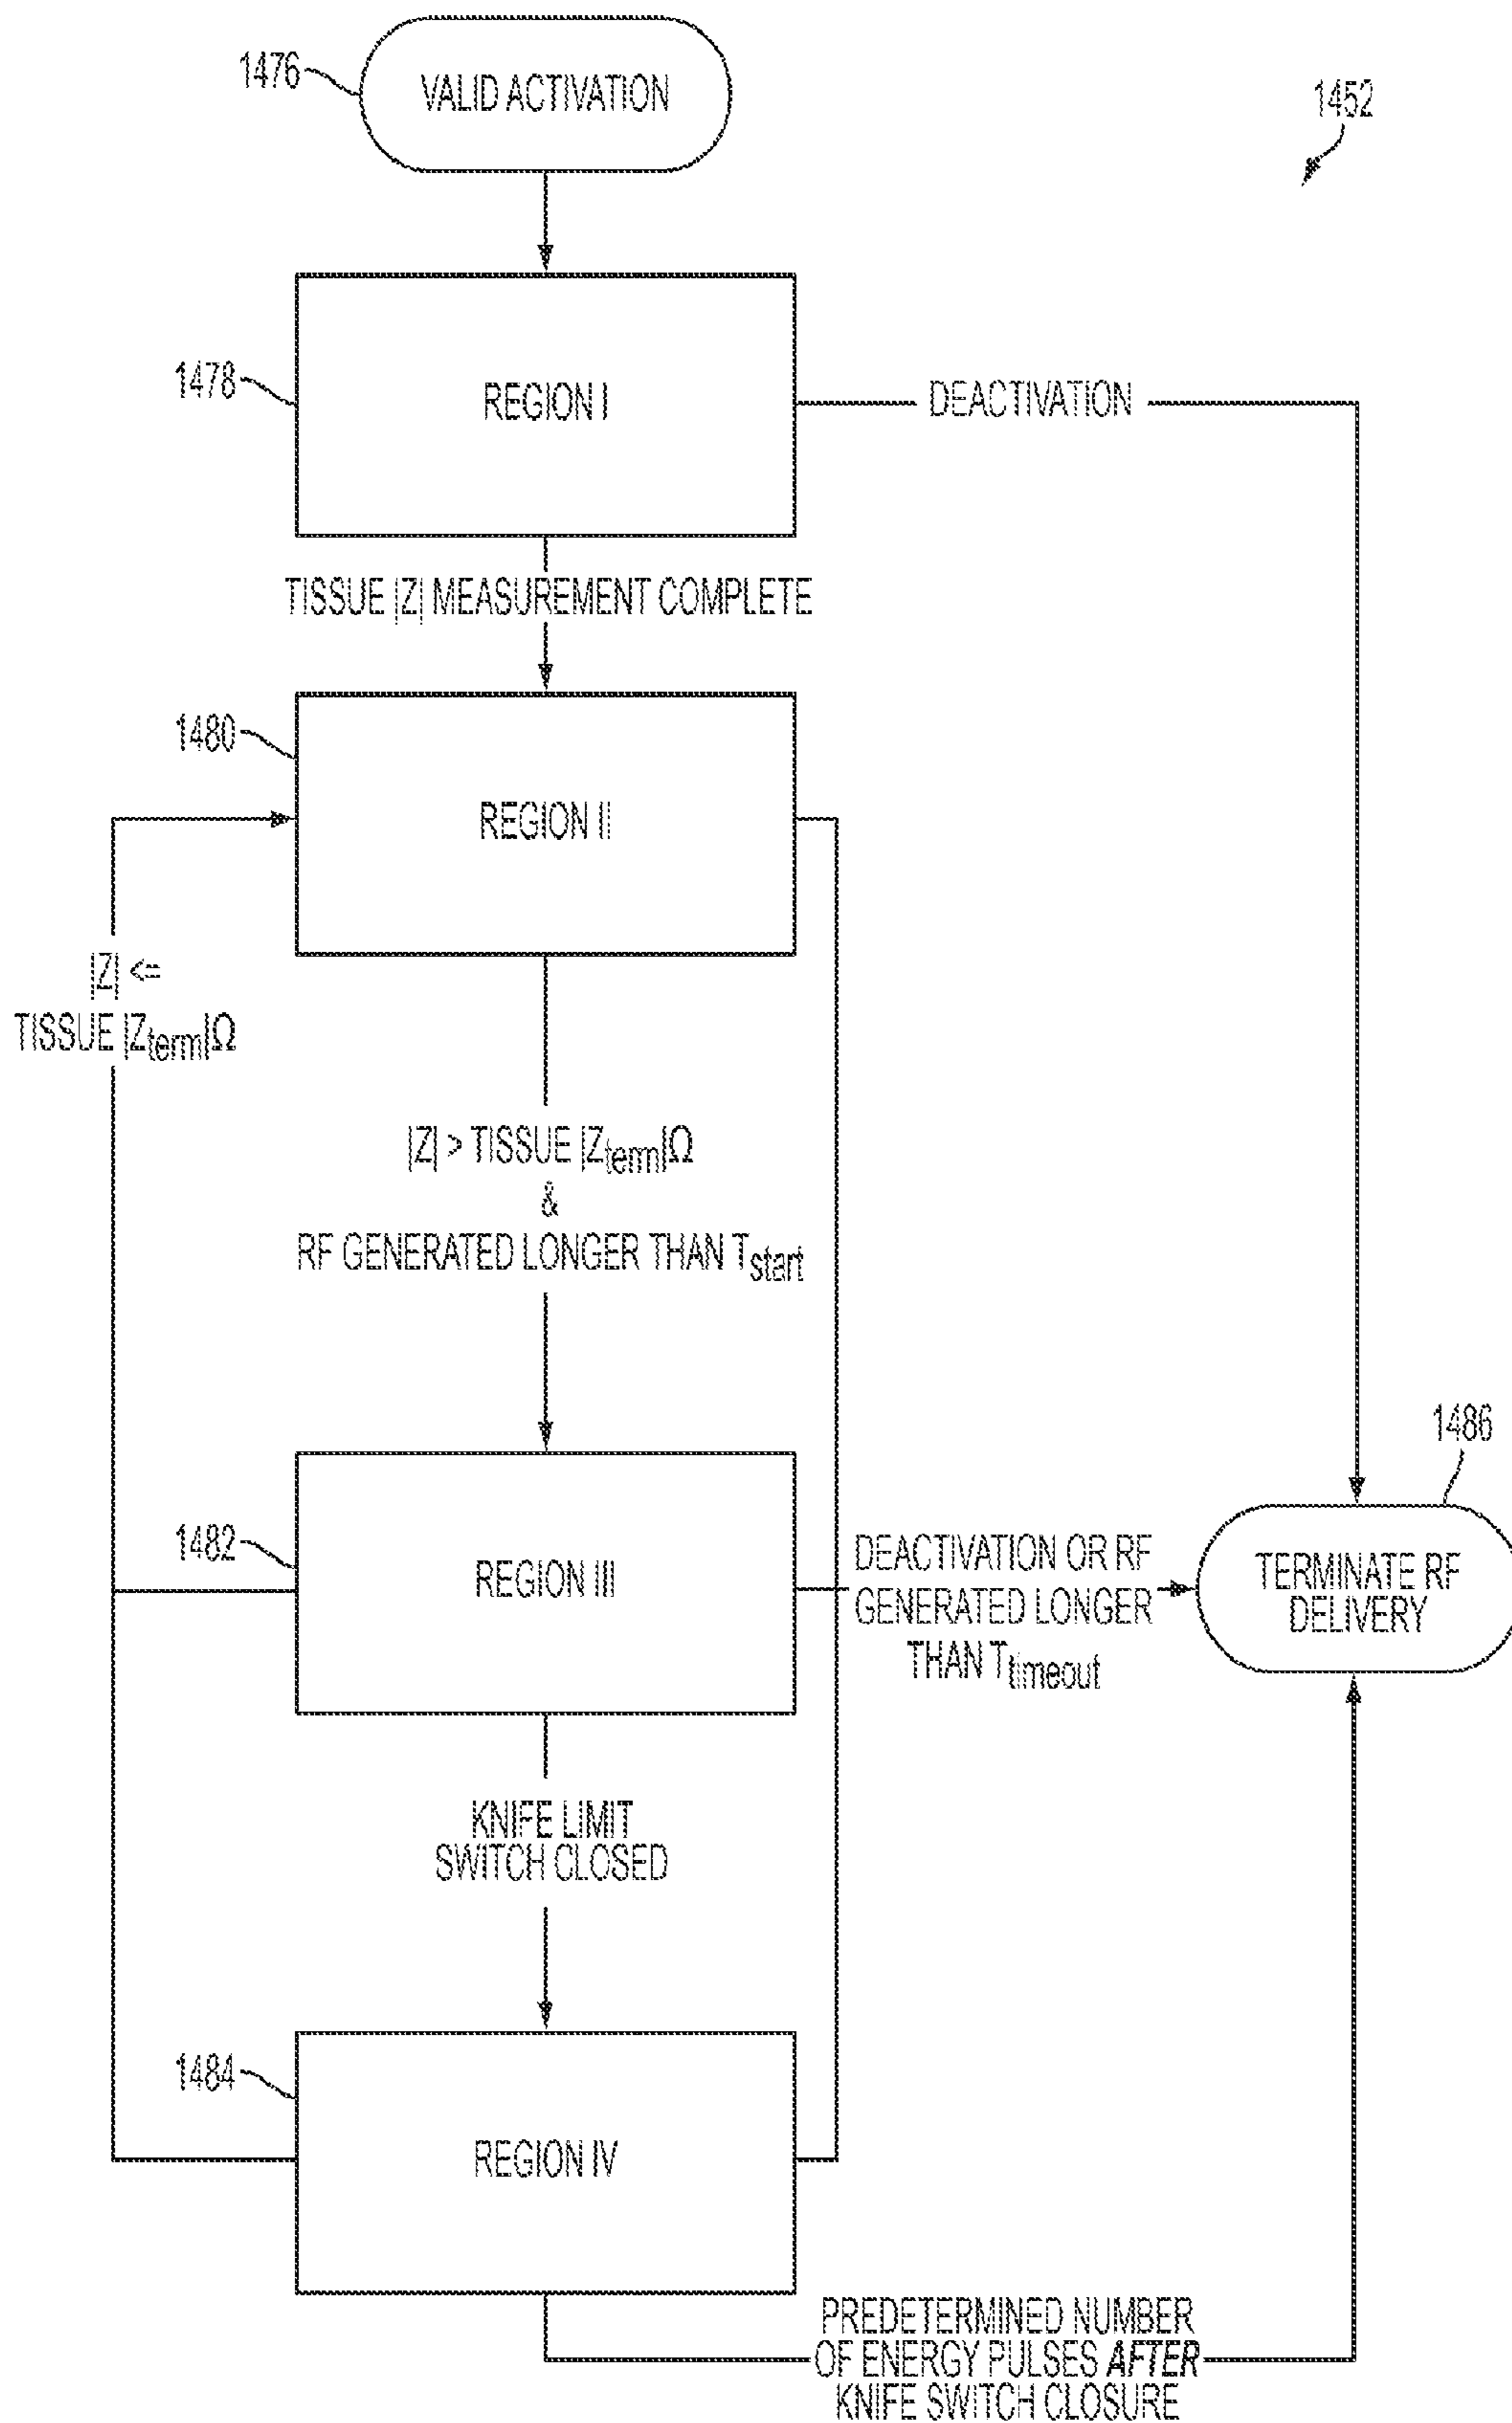 1476
VALID ACTIVATION
1452
1478
REGION I
DEACTIVATION
TISSUE |Z| MEASUREMENT COMPLETE
1480
REGION II
|Z| <=
TISSUE |Zterm|Ω
|Z| > TISSUE |Zterm|Ω
&
RF GENERATED LONGER THAN Tstart
1486
1482
REGION III
DEACTIVATION OR RF
GENERATED LONGER
THAN Ttimeout
TERMINATE RF
DELIVERY
KNIFE LIMIT
SWITCH CLOSED
1484
REGION IV
PREDETERMINED NUMBER
OF ENERGY PULSES AFTER
KNIFE SWITCH CLOSURE